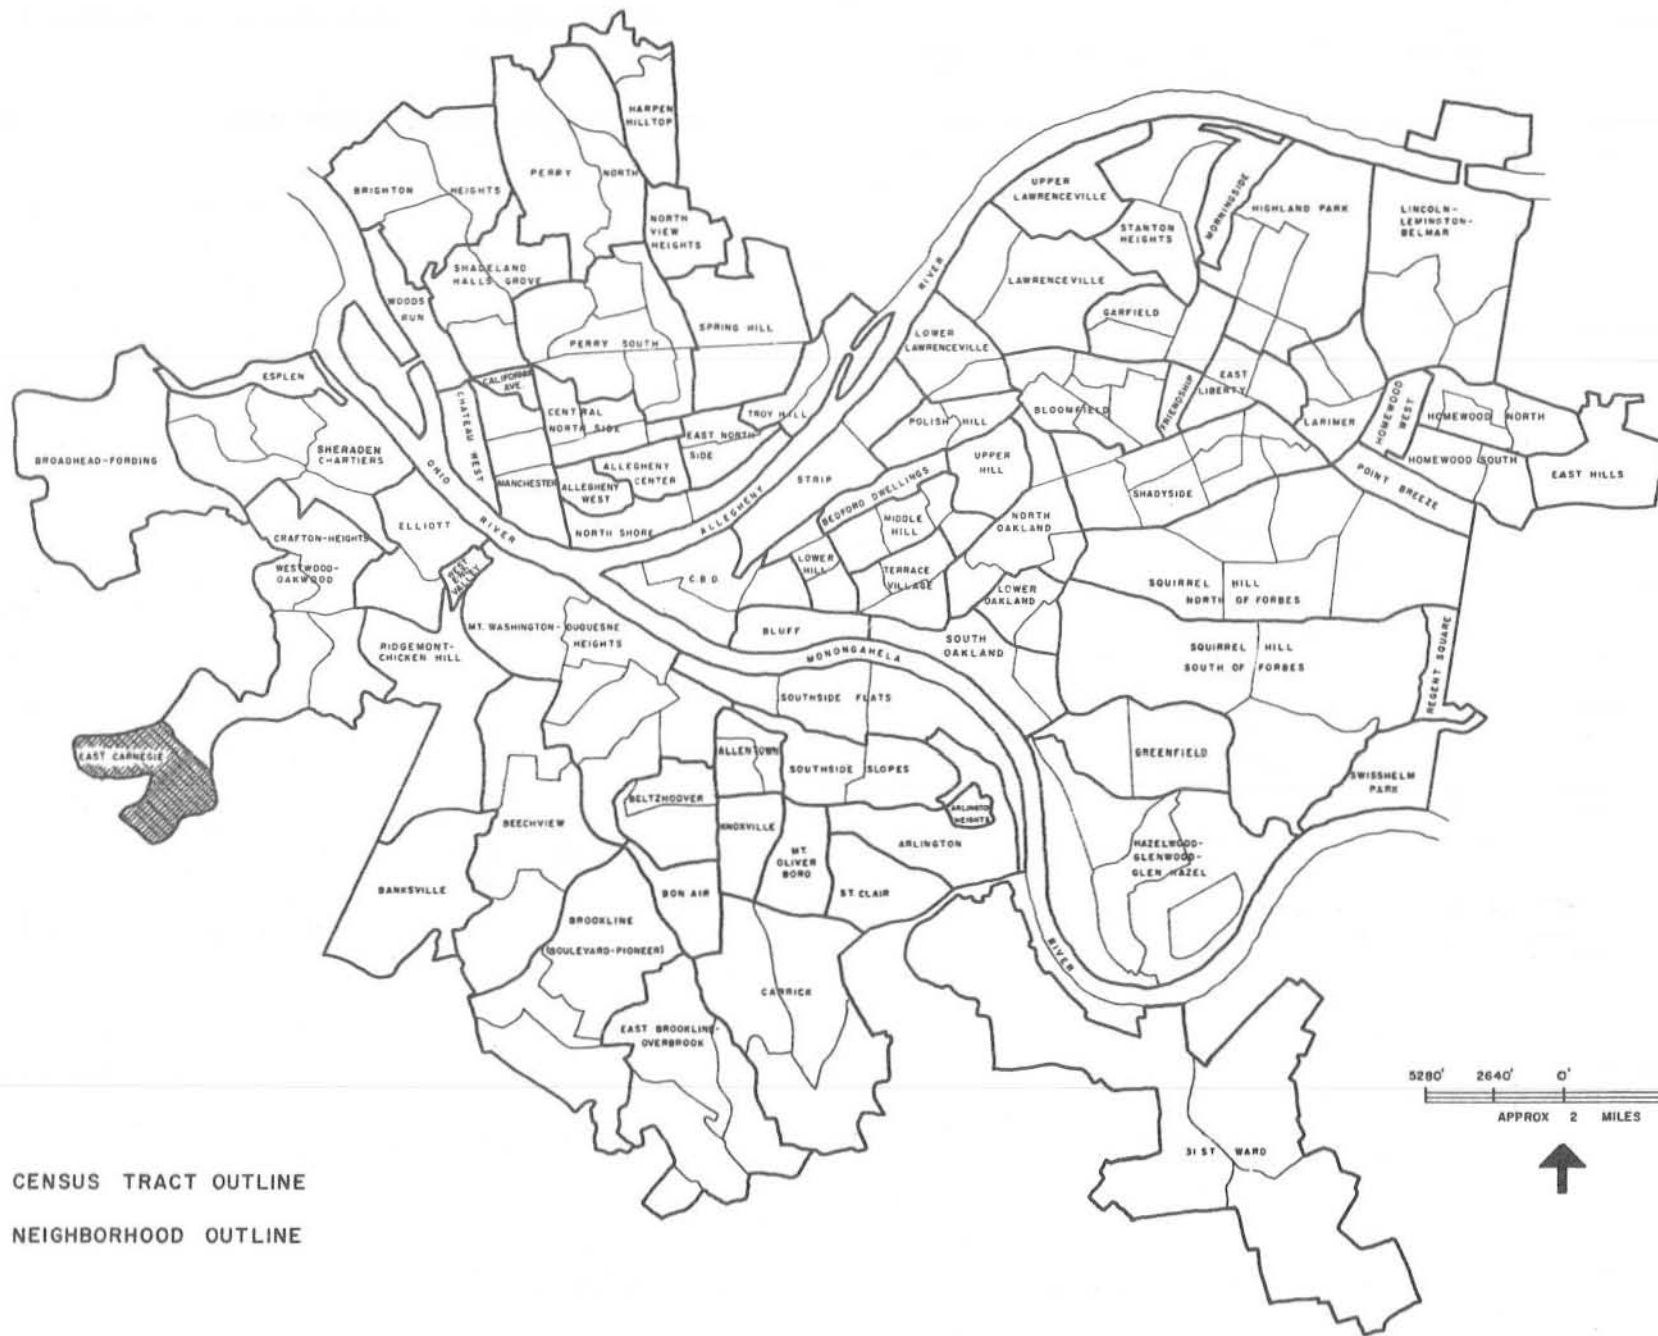 HARPEN
HILLTOP
PERRY NORTH
BRIGHTON HEIGHTS
NORTH
VIEW
HEIGHTS
SHADELAND
HALLS GROVE
WOODS
RUN
SPRING HILL
PERRY SOUTH
CALIFORNIA
AVE.
CHATEAU WEST
CENTRAL
NORTH SIDE
TROY HILL
EAST NORTH
SIDE
MANCHESTER
ALLEGHENY
CENTER
ALLEGHENY
WEST
NORTH SHORE
ESPLEN
SHERADEN
CHARTIERS
BROADHEAD-FORDING
OHIO RIVER
ELLIOTT
CRAFTON-HEIGHTS
WESTWOOD-
OAKWOOD
WEST
END
VALLEY
RIDGEMONT-
CHICKEN HILL
MT. WASHINGTON-DUQUESNE
HEIGHTS
EAST CARNEGIE
UPPER
LAWRENCEVILLE
STANTON
HEIGHTS
MORNINGSIDE
HIGHLAND PARK
LINCOLN-
LEMINGTON-
BELMAR
LAWRENCEVILLE
GARFIELD
LOWER
LAWRENCEVILLE
ALLEGHENY RIVER
FRIENDSHIP
EAST
LIBERTY
BLOOMFIELD
LARIMER
HOMEWOOD
WEST
HOMEWOOD NORTH
HOMEWOOD SOUTH
EAST HILLS
POINT BREEZE
POLISH HILL
UPPER
HILL
STRIP
BEDFORD DWELLINGS
MIDDLE
HILL
NORTH
OAKLAND
SHADYSIDE
LOWER
HILL
TERRACE
VILLAGE
C.B.D.
LOWER
OAKLAND
SQUIRREL HILL
NORTH OF FORBES
BLUFF
SOUTH
OAKLAND
MONONGAHELA
RIVER
SQUIRREL HILL
SOUTH OF FORBES
REGENT SQUARE
SOUTHSIDE FLATS
ALLENTOWN
SOUTHSIDE SLOPES
GREENFIELD
SWISSHELM
PARK
BELTZHOOVER
ARLINGTON
HEIGHTS
BEECHVIEW
KNOXVILLE
MT.
OLIVER
BORO
ARLINGTON
HAZELWOOD-
GLENWOOD-
GLEN HAZEL
BANKSVILLE
BON AIR
ST. CLAIR
BROOKLINE
(BOULEVARD-PIONEER)
CARRICK
EAST BROOKLINE-
OVERBROOK
31ST WARD
5280' 2640' 0'
APPROX 2 MILES
CENSUS TRACT OUTLINE
NEIGHBORHOOD OUTLINE